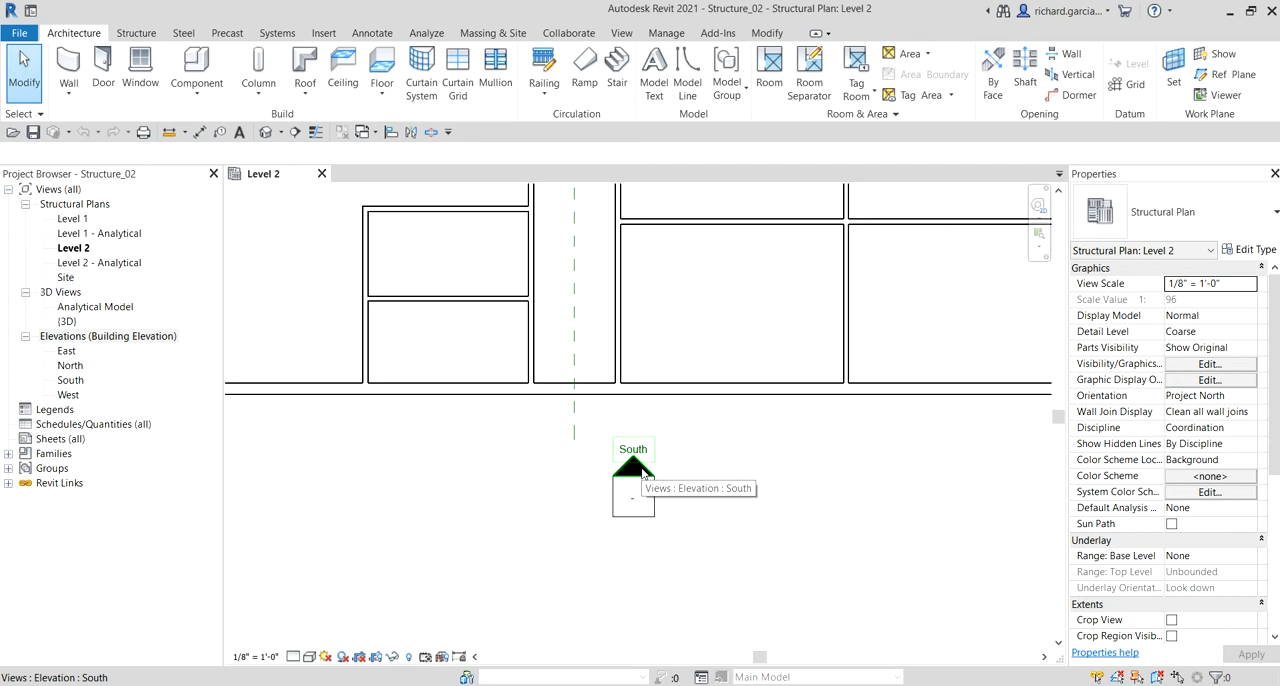 Autodesk Revit 2021 - Structure_02 - Structural Plan: Level 2
richard.garcia...
File Architecture Structure Steel Precast Systems Insert Annotate Analyze Massing & Site Collaborate View Manage Add-Ins Modify
Modify Wall Door Window Component Column Roof Ceiling Curtain System Floor Curtain Grid Mullion Railing Ramp Stair Model Text Model Line Model Group Room Room Separator Tag Room
Area
Area Boundary
Tag Area
By Face Shaft
Wall
Vertical
Dormer
Level
Grid
Set
Show
Ref Plane
Viewer
Select Build Circulation Model Room & Area Opening Datum Work Plane
Project Browser - Structure_02
Views (all)
Structural Plans
Level 1
Level 1 - Analytical
Level 2
Level 2 - Analytical
Site
3D Views
Analytical Model
{3D}
Elevations (Building Elevation)
East
North
South
West
Legends
Schedules/Quantities (all)
Sheets (all)
Families
Groups
Revit Links
Level 2
2D
South
Views : Elevation : South
-
Properties
Structural Plan
Structural Plan: Level 2 Edit Type
Graphics
View Scale 1/8" = 1'-0"
Scale Value 1: 96
Display Model Normal
Detail Level Coarse
Parts Visibility Show Original
Visibility/Graphics... Edit...
Graphic Display O... Edit...
Orientation Project North
Wall Join Display Clean all wall joins
Discipline Coordination
Show Hidden Lines By Discipline
Color Scheme Loc... Background
Color Scheme <none>
System Color Sch... Edit...
Default Analysis ... None
Sun Path
Underlay
Range: Base Level None
Range: Top Level Unbounded
Underlay Orientat... Look down
Extents
Crop View
Crop Region Visib...
Properties help Apply
1/8" = 1'-0"
Views : Elevation : South
:0
Main Model
:0